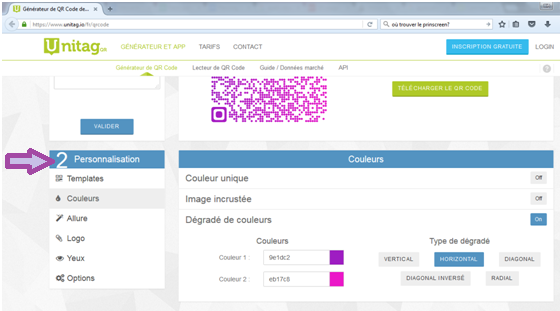 Générateur de QR Code de...
https://www.unitag.io/fr/qrcode
où trouver le prinscreen?
Unitag QR
GÉNÉRATEUR ET APP TARIFS CONTACT
INSCRIPTION GRATUITE LOGIN
Générateur de QR Code Lecteur de QR Code Guide / Données marché API
TÉLÉCHARGER LE QR CODE
VALIDER
2 Personnalisation
Couleurs
Templates
Couleur unique Off
Couleurs
Image incrustée Off
Allure
Dégradé de couleurs On
Logo
Couleurs Type de dégradé
Yeux
Couleur 1 : 9e1dc2 VERTICAL HORIZONTAL DIAGONAL
Options
Couleur 2 : eb17c8 DIAGONAL INVERSÉ RADIAL